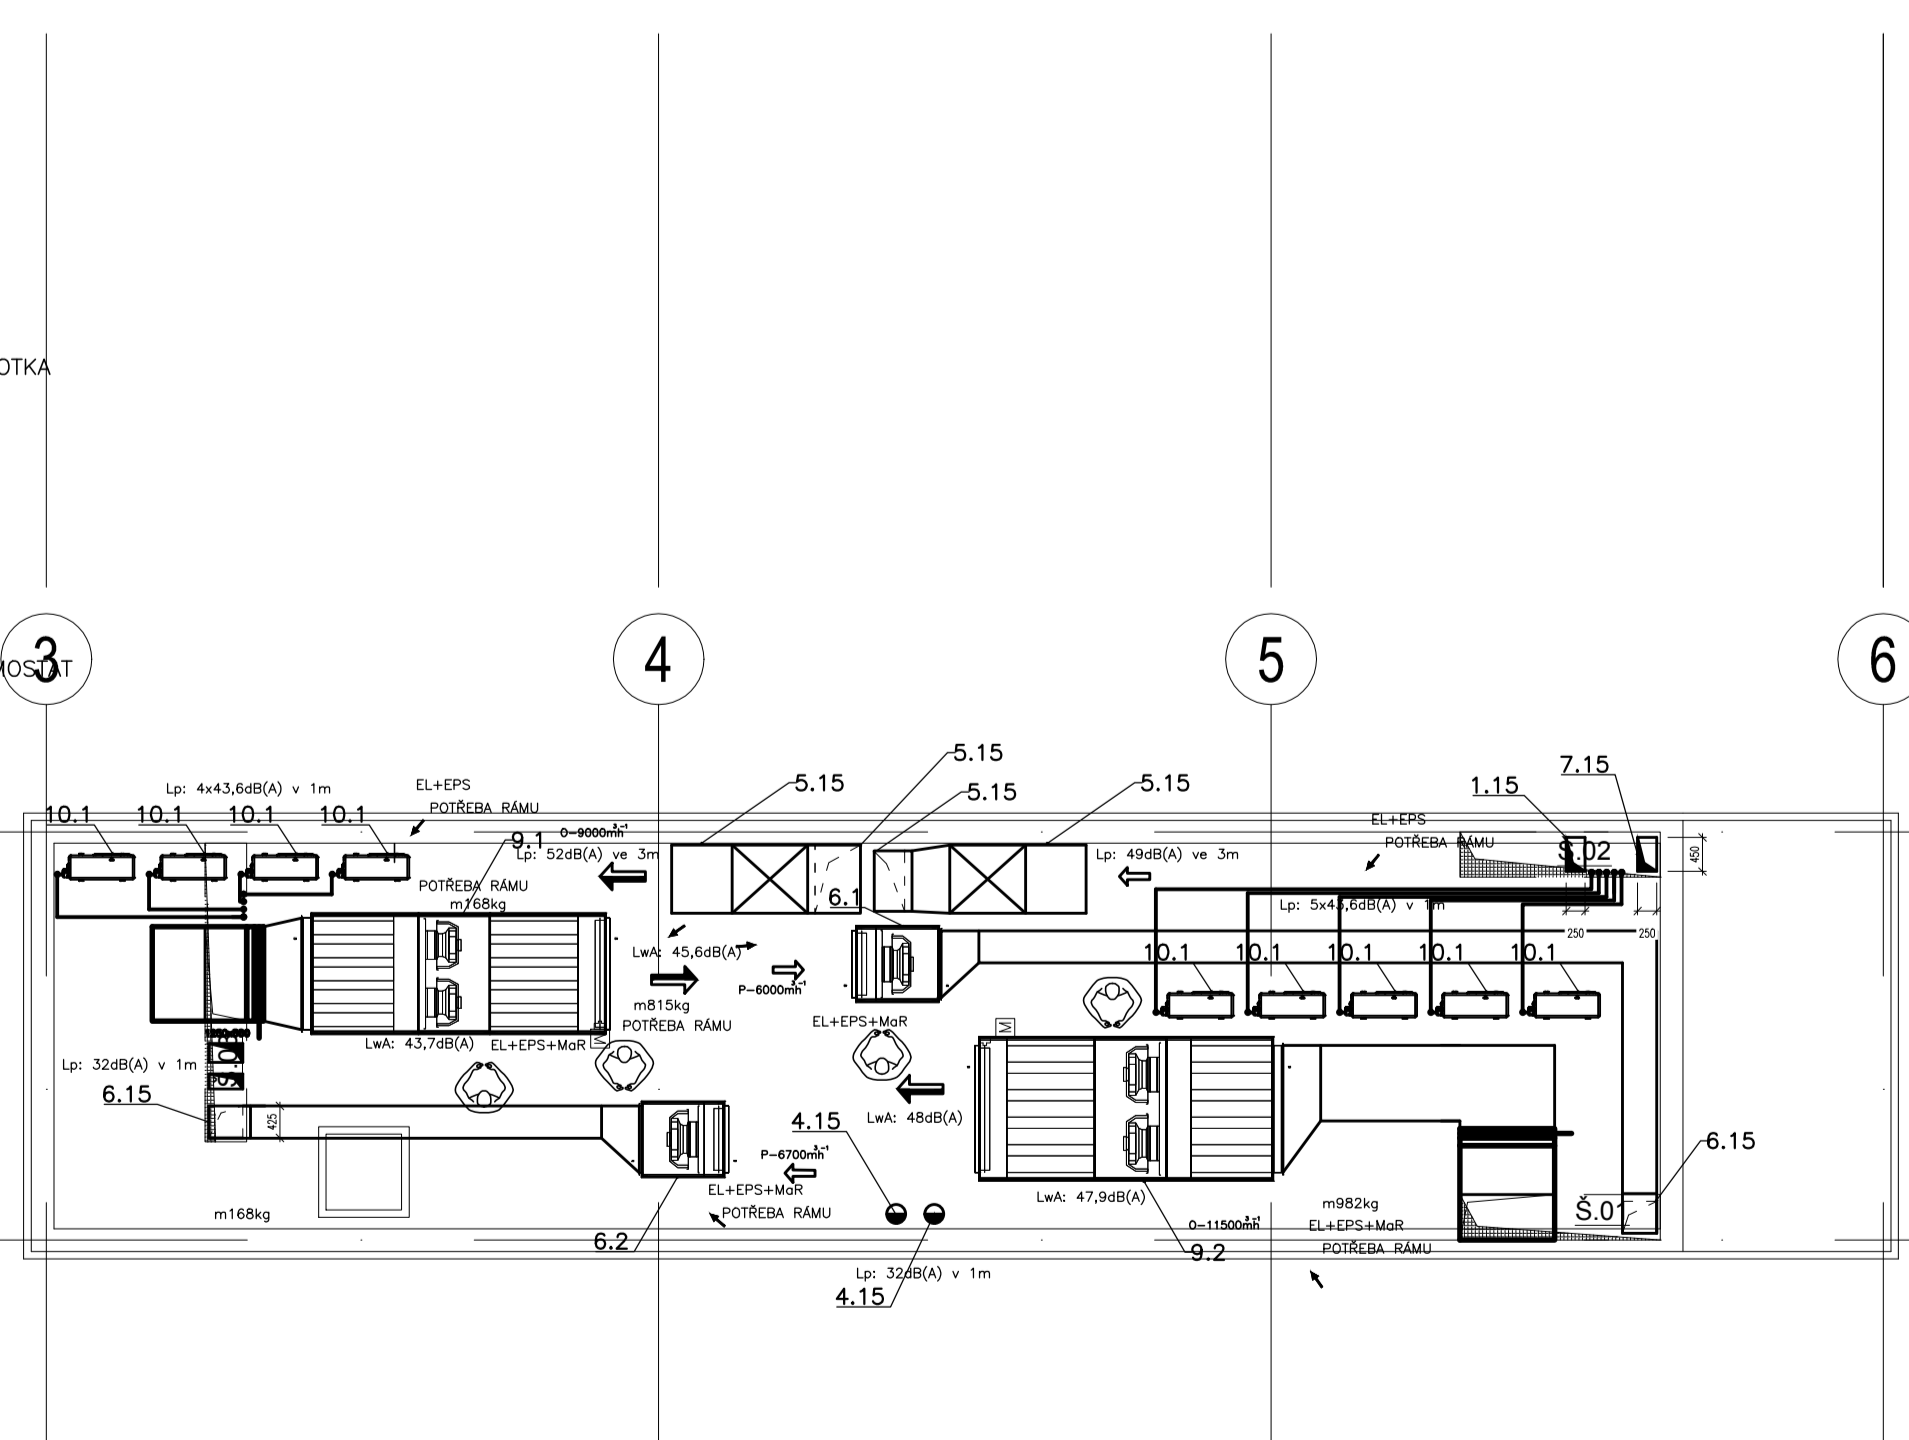 OTKA
3
4
5
6
MOSTAT
5.15
5.15
5.15
5.15
7.15
1.15
Lp: 4x43,6dB(A) v 1m
EL+EPS
POTŘEBA RÁMU
10.1
10.1
10.1
10.1
9.1
O-9000m³h⁻¹
Lp: 52dB(A) ve 3m
Lp: 49dB(A) ve 3m
EL+EPS
POTŘEBA RÁMU
Š.02
450
POTŘEBA RÁMU
m168kg
6.1
Lp: 5x43,6dB(A) v 1m
250
250
LwA: 45,6dB(A)
10.1
10.1
10.1
10.1
10.1
P-6000m³h⁻¹
m815kg
POTŘEBA RÁMU
EL+EPS+MaR
M
M
LwA: 43,7dB(A)
EL+EPS+MaR
Lp: 32dB(A) v 1m
6.15
425
LwA: 48dB(A)
4.15
P-6700m³h⁻¹
6.15
EL+EPS+MaR
POTŘEBA RÁMU
LwA: 47,9dB(A)
m168kg
m982kg
Š.01
O-11500m³h⁻¹
EL+EPS+MaR
6.2
9.2
POTŘEBA RÁMU
Lp: 32dB(A) v 1m
4.15